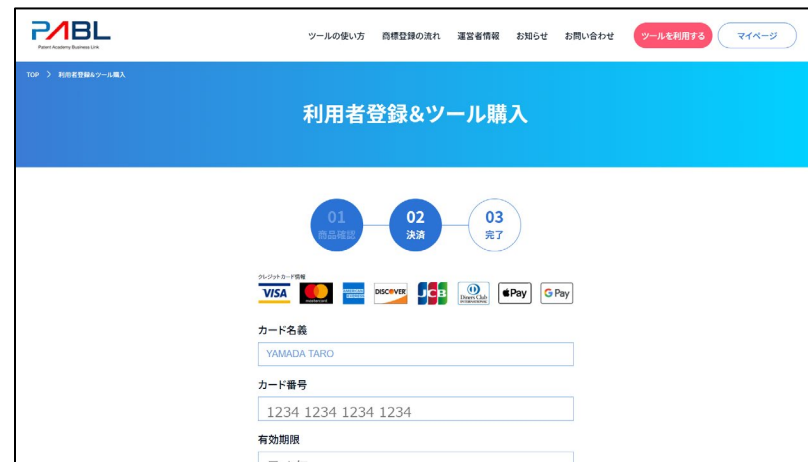 PABL
Patent Academy Business Link
ツールの使い方 商標登録の流れ 運営者情報 お知らせ お問い合わせ ツールを利用する マイページ
TOP 〉 利用者登録&ツール購入
利用者登録&ツール購入
01 02 03
商品確認 決済 完了
クレジットカード情報
VISA mastercard AMERICAN EXPRESS DISCOVER JCB Diners Club INTERNATIONAL Pay G Pay
カード名義
YAMADA TARO
カード番号
1234 1234 1234 1234
有効期限